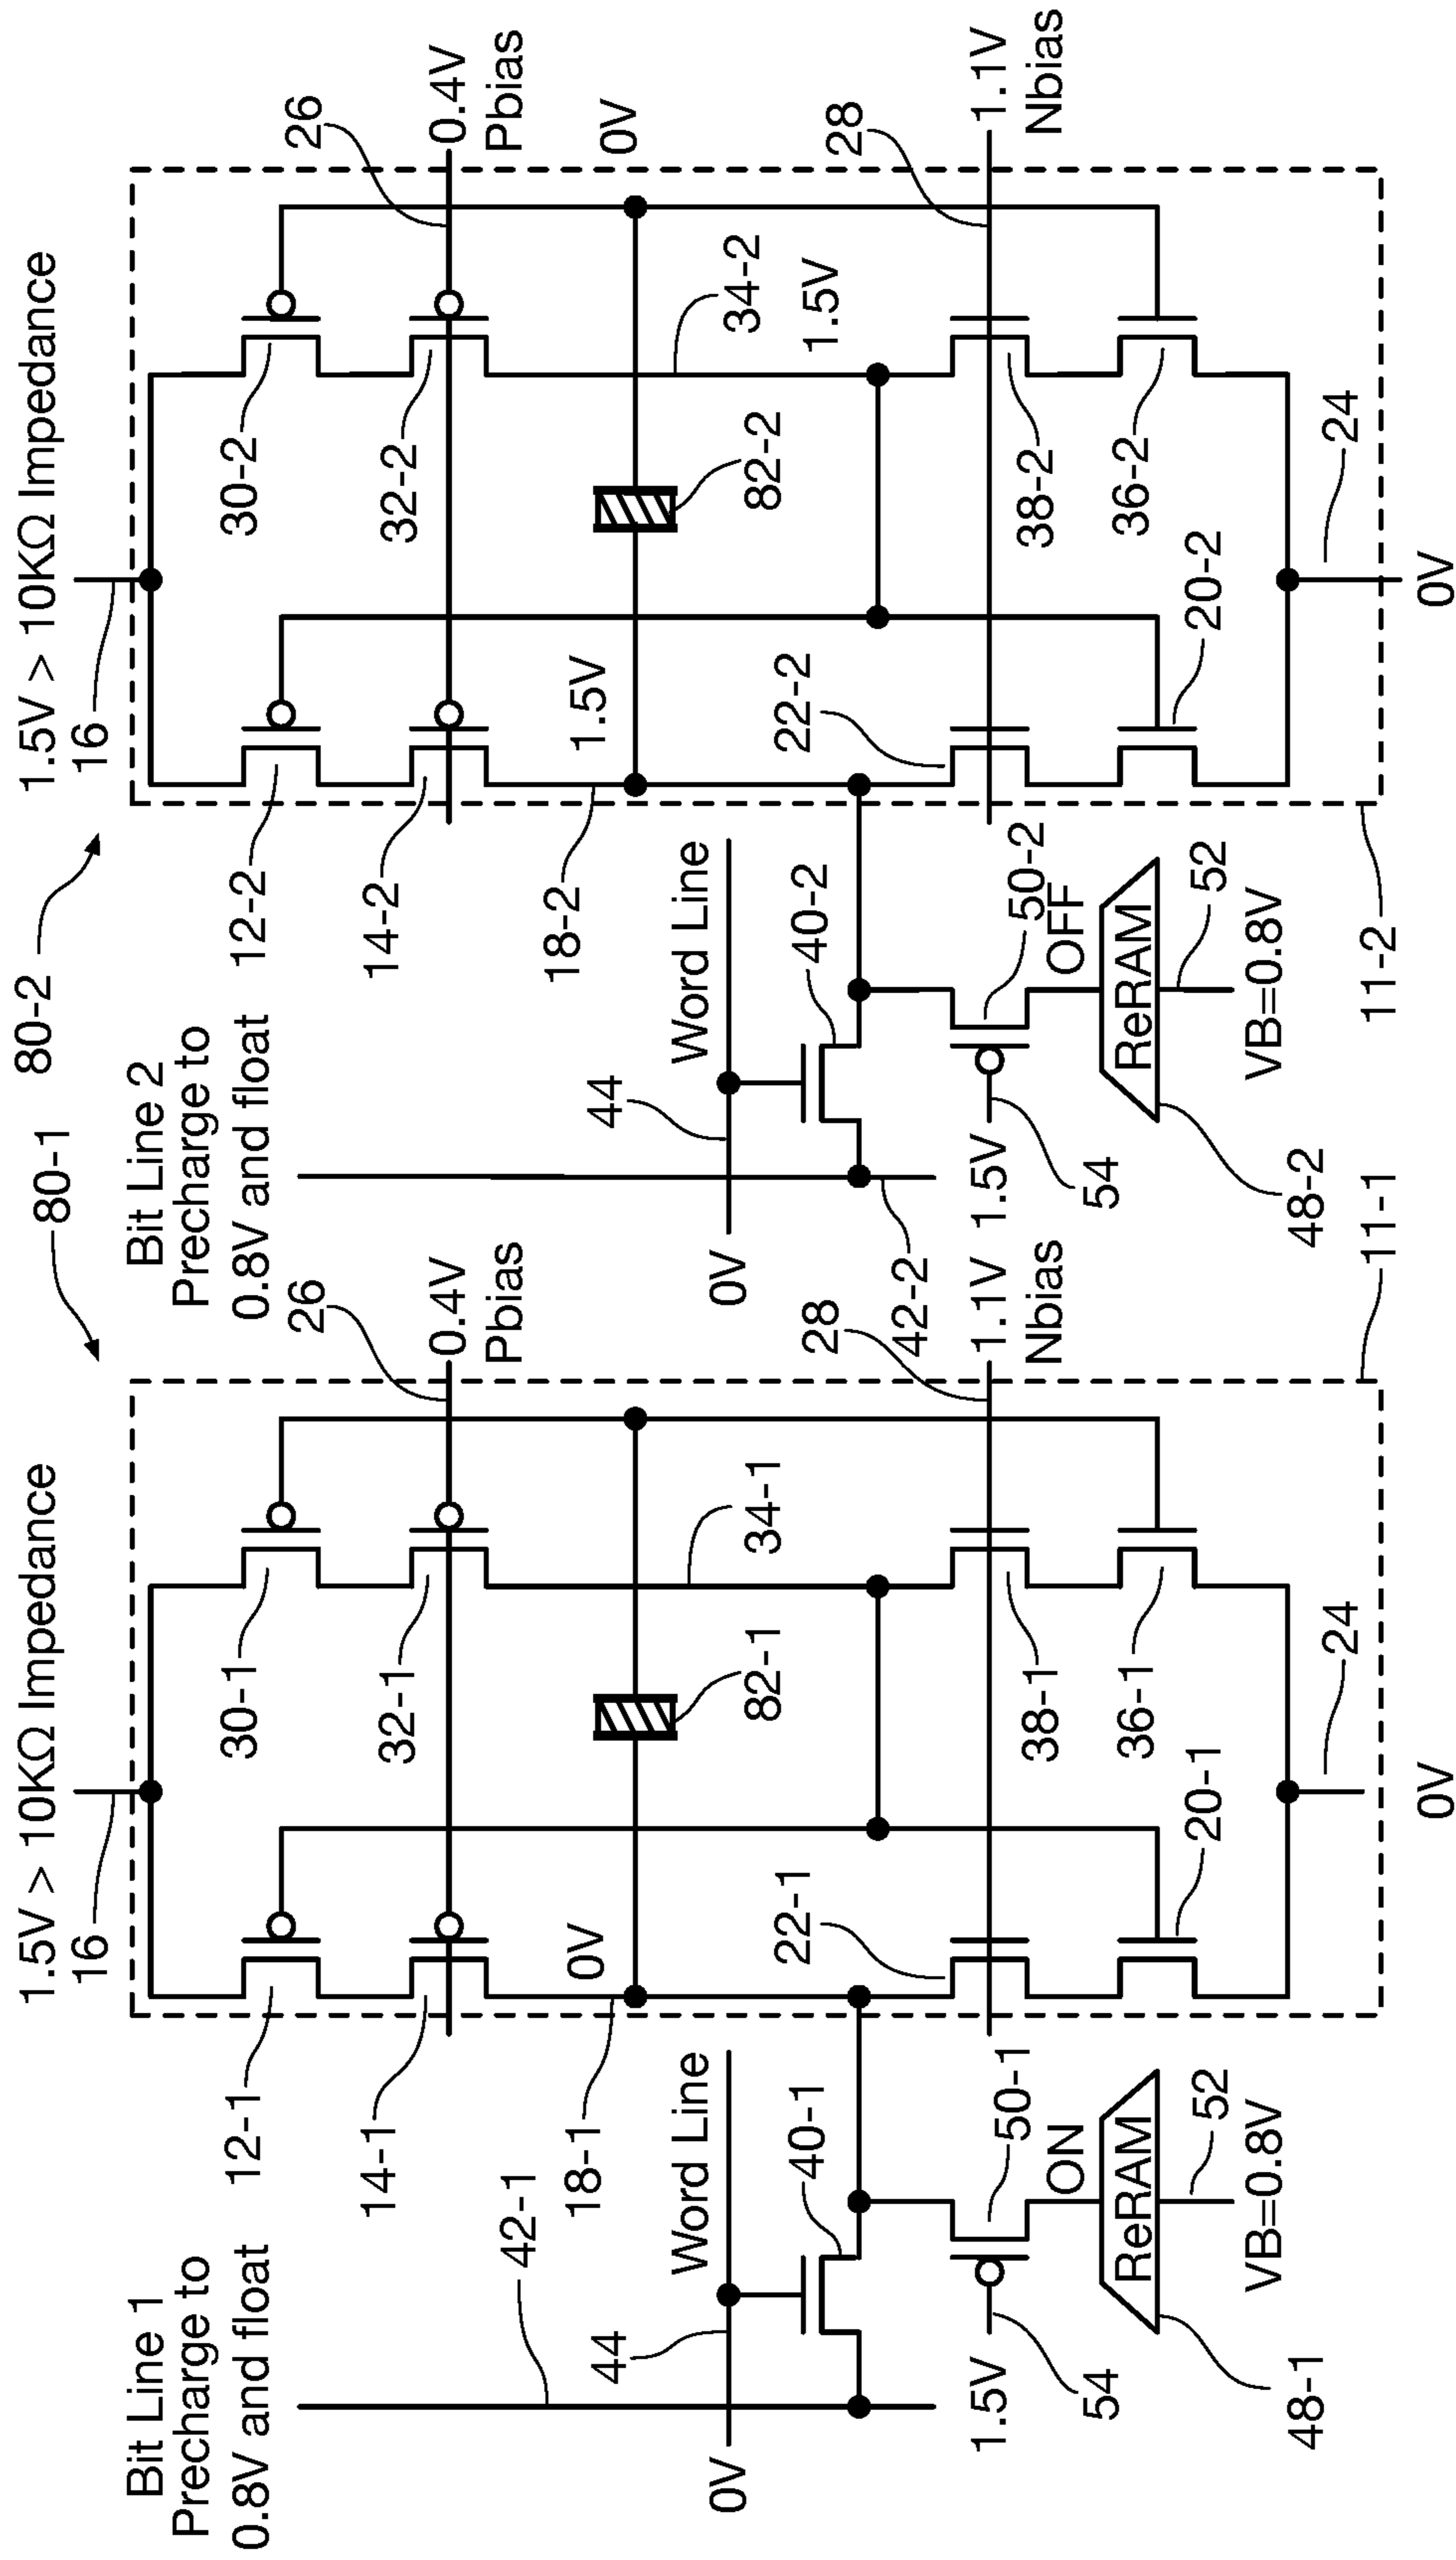 80-1
80-2
1.5V > 10KΩ Impedance
16
Bit Line 1
Precharge to
0.8V and float
42-1
12-1
14-1
18-1
0V
30-1
32-1
26
0.4V
Pbias
34-1
82-1
Word Line
44
0V
40-1
22-1
28
1.1V
Nbias
38-1
36-1
20-1
24
0V
11-1
50-1
ON
1.5V
54
ReRAM
52
VB=0.8V
48-1
1.5V > 10KΩ Impedance
16
Bit Line 2
Precharge to
0.8V and float
42-2
12-2
14-2
18-2
1.5V
30-2
32-2
26
0.4V
Pbias
0V
34-2
1.5V
82-2
Word Line
44
0V
40-2
22-2
28
1.1V
Nbias
38-2
36-2
20-2
24
0V
11-2
50-2
OFF
1.5V
54
ReRAM
52
VB=0.8V
48-2